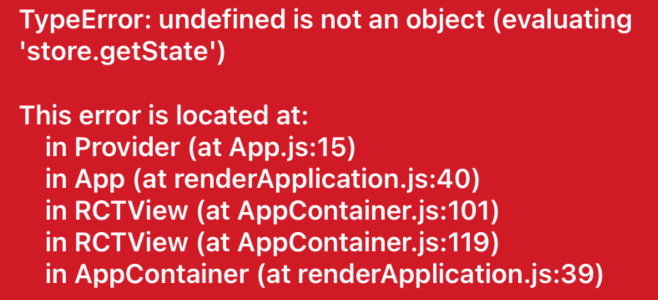 TypeError: undefined is not an object (evaluating
'store.getState')
This error is located at:
in Provider (at App.js:15)
in App (at renderApplication.js:40)
in RCTView (at AppContainer.js:101)
in RCTView (at AppContainer.js:119)
in AppContainer (at renderApplication.js:39)